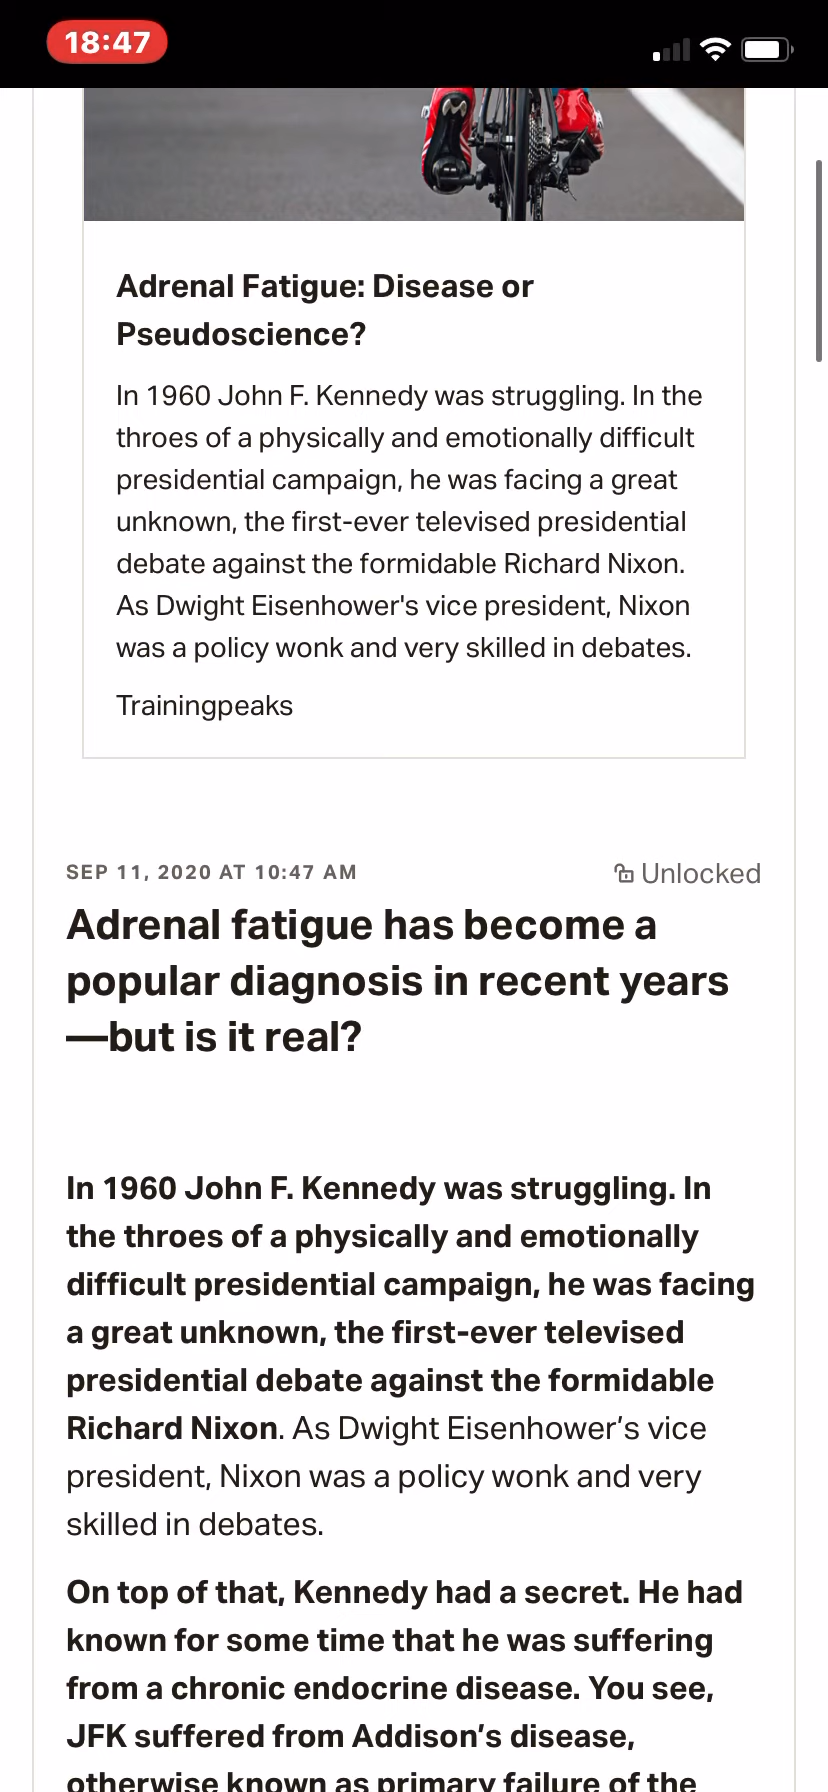 18:47
Adrenal Fatigue: Disease or
Pseudoscience?
In 1960 John F. Kennedy was struggling. In the
throes of a physically and emotionally difficult
presidential campaign, he was facing a great
unknown, the first-ever televised presidential
debate against the formidable Richard Nixon.
As Dwight Eisenhower's vice president, Nixon
was a policy wonk and very skilled in debates.
Trainingpeaks
SEP 11, 2020 AT 10:47 AM
Unlocked
Adrenal fatigue has become a
popular diagnosis in recent years
—but is it real?
In 1960 John F. Kennedy was struggling. In
the throes of a physically and emotionally
difficult presidential campaign, he was facing
a great unknown, the first-ever televised
presidential debate against the formidable
Richard Nixon. As Dwight Eisenhower’s vice
president, Nixon was a policy wonk and very
skilled in debates.
On top of that, Kennedy had a secret. He had
known for some time that he was suffering
from a chronic endocrine disease. You see,
JFK suffered from Addison’s disease,
otherwise known as primary failure of the